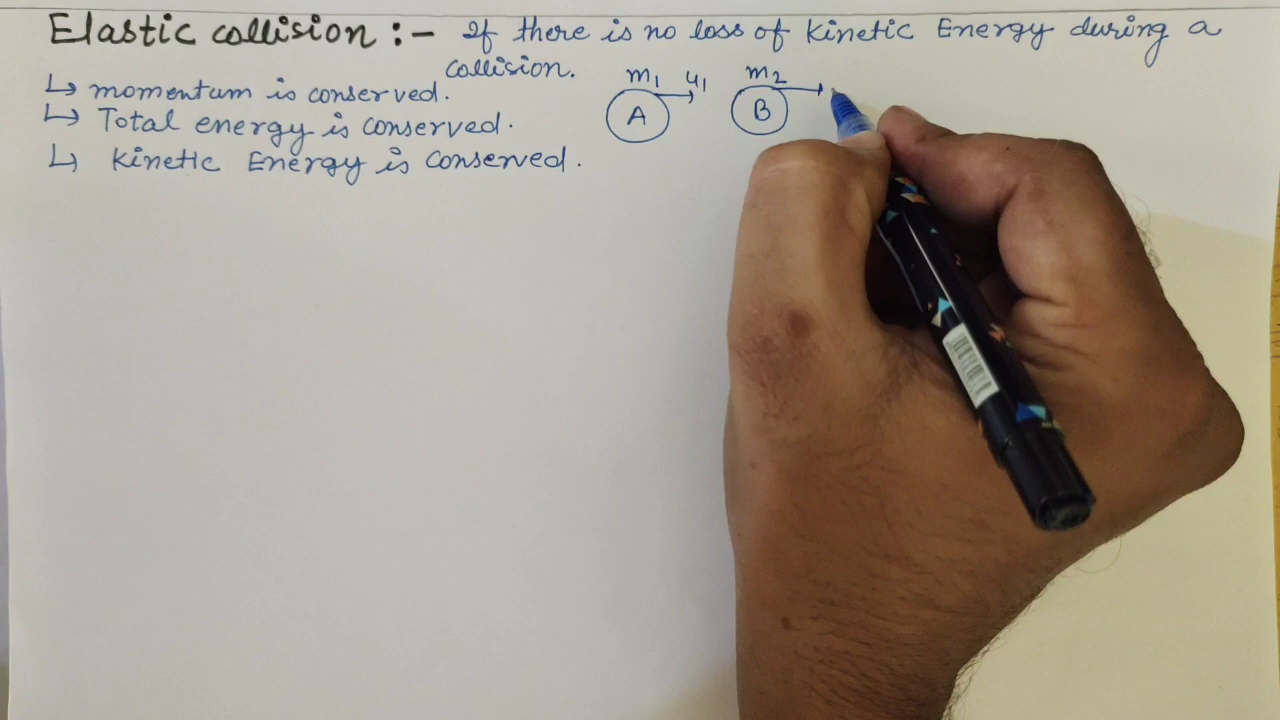 Elastic collision :- If there is no loss of Kinetic Energy during a
collision.
↳ momentum is conserved.
↳ Total energy is conserved.
↳ Kinetic Energy is conserved.
m₁ u₁ m₂
A B